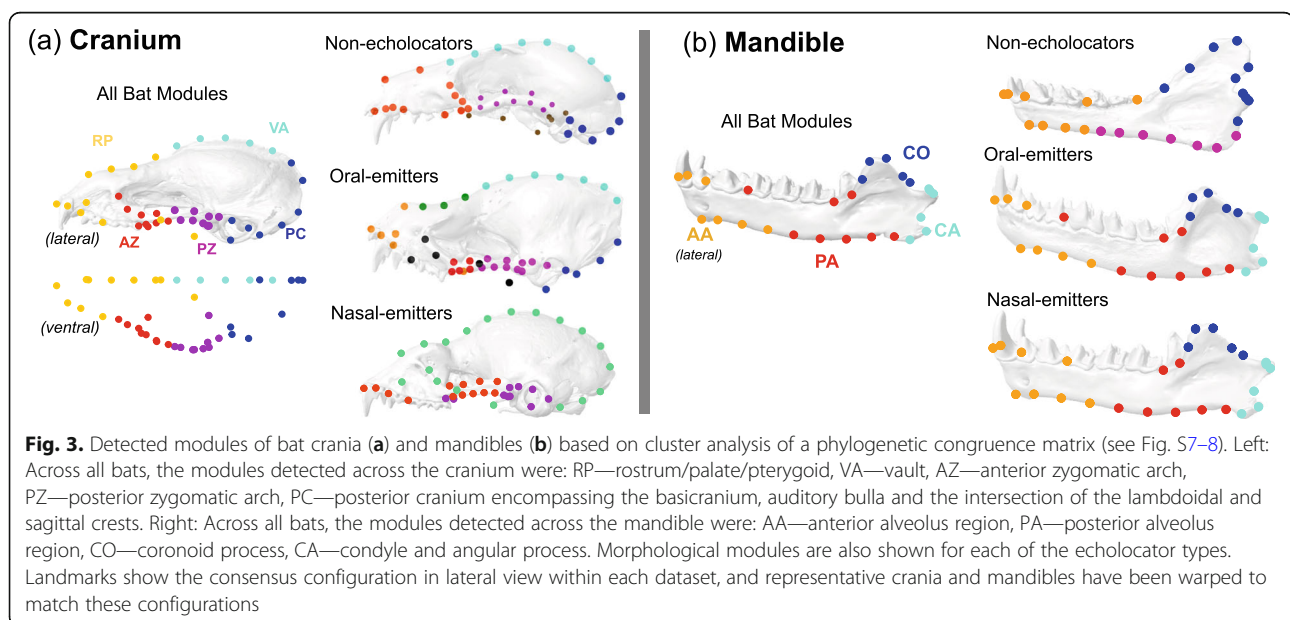 (a) Cranium
All Bat Modules
RP
VA
(lateral)
AZ
PZ
PC
(ventral)
Non-echolocators
Oral-emitters
Nasal-emitters
(b) Mandible
All Bat Modules
CO
AA
(lateral)
CA
PA
Non-echolocators
Oral-emitters
Nasal-emitters
Fig. 3. Detected modules of bat crania (a) and mandibles (b) based on cluster analysis of a phylogenetic congruence matrix (see Fig. S7–8). Left:
Across all bats, the modules detected across the cranium were: RP—rostrum/palate/pterygoid, VA—vault, AZ—anterior zygomatic arch,
PZ—posterior zygomatic arch, PC—posterior cranium encompassing the basicranium, auditory bulla and the intersection of the lambdoidal and
sagittal crests. Right: Across all bats, the modules detected across the mandible were: AA—anterior alveolus region, PA—posterior alveolus
region, CO—coronoid process, CA—condyle and angular process. Morphological modules are also shown for each of the echolocator types.
Landmarks show the consensus configuration in lateral view within each dataset, and representative crania and mandibles have been warped to
match these configurations